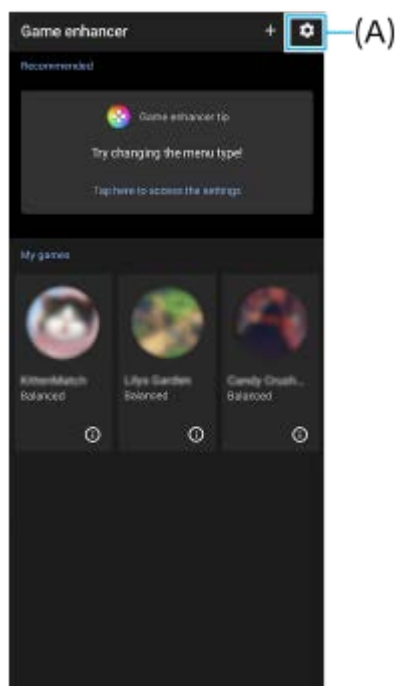 Game enhancer
+
(A)
Recommended
Game enhancer tip
Try changing the menu type!
Tap here to access the settings
My games
KittenMatch
Lilys Garden
Candy Crush...
Balanced
Balanced
Balanced